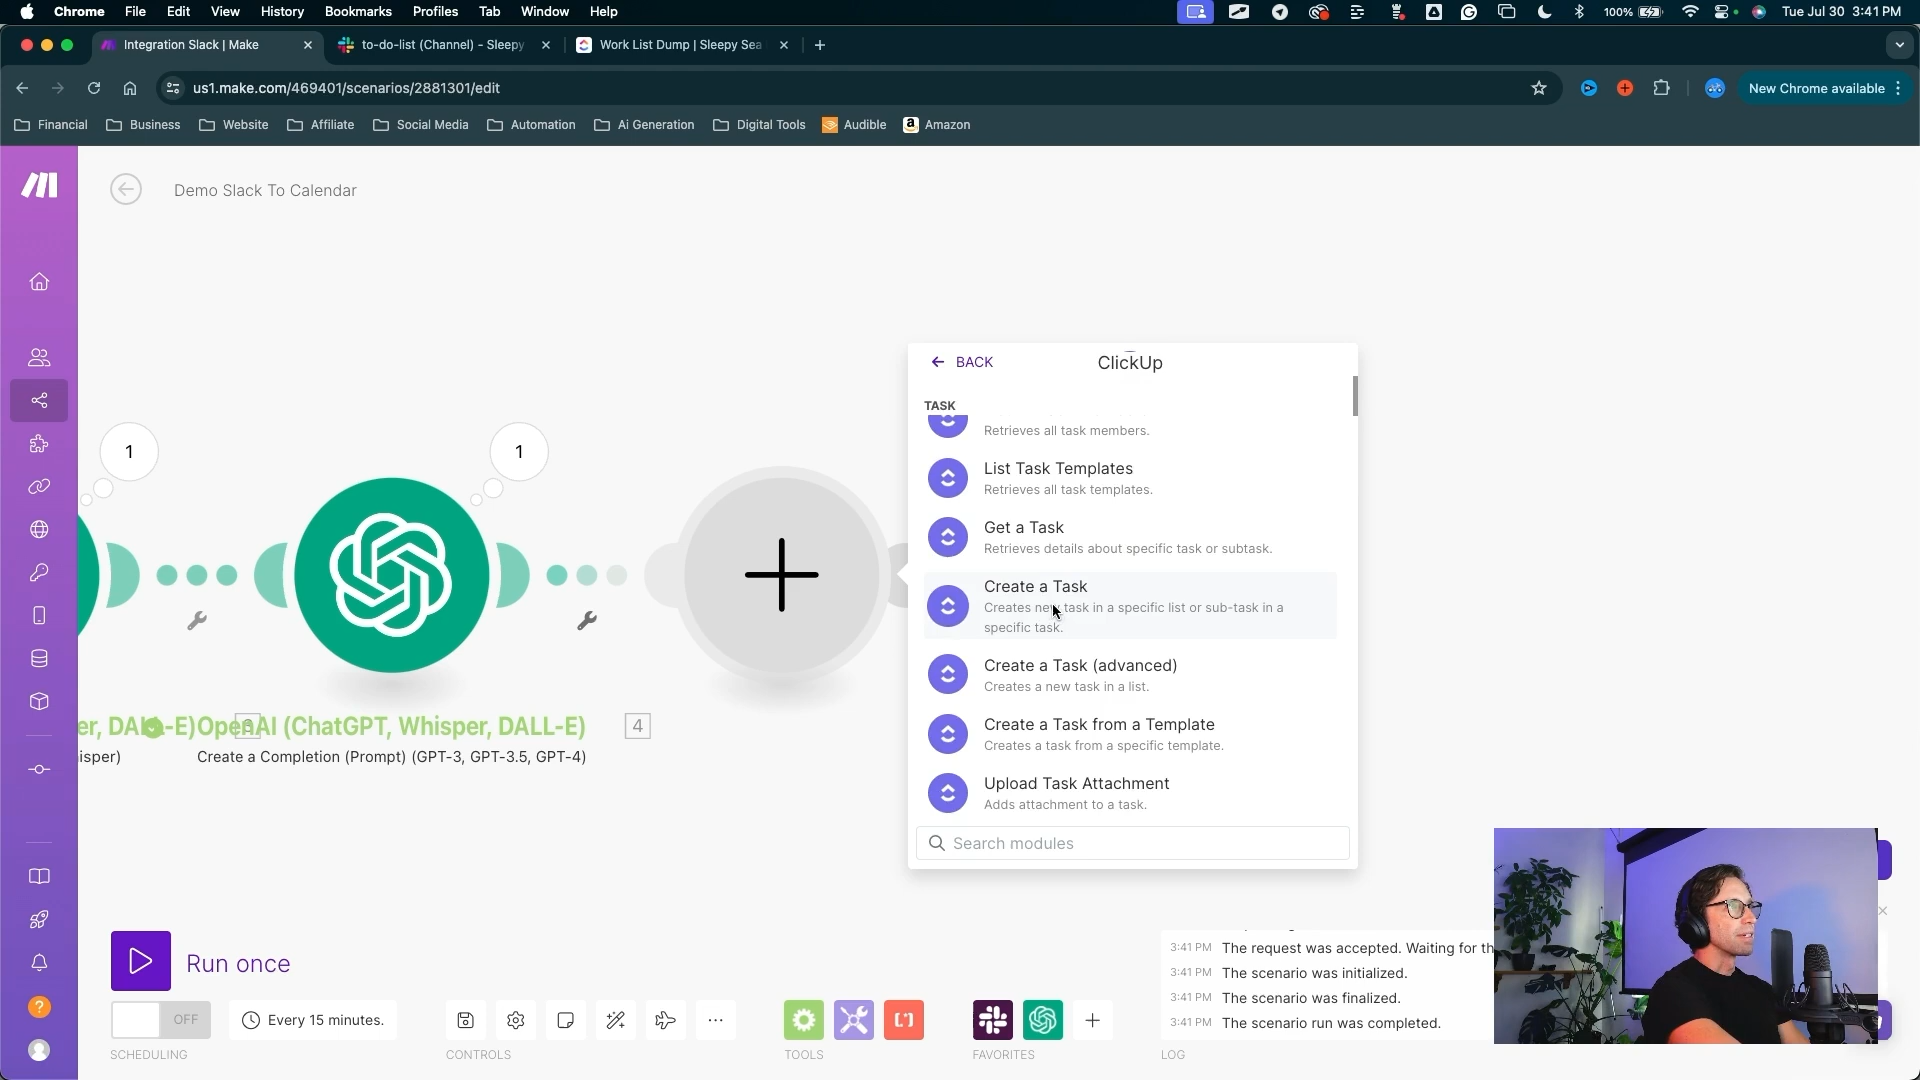 Chrome File Edit View History Bookmarks Profiles Tab Window Help 100% Tue Jul 30 3:41 PM
Integration Slack | Make
to-do-list (Channel) - Sleepy
Work List Dump | Sleepy Sea
us1.make.com/469401/scenarios/2881301/edit
New Chrome available
Financial Business Website Affiliate Social Media Automation Ai Generation Digital Tools Audible Amazon
Demo Slack To Calendar
BACK
ClickUp
TASK
Retrieves all task members.
List Task Templates
Retrieves all task templates.
Get a Task
Retrieves details about specific task or subtask.
Create a Task
Creates new task in a specific list or sub-task in a
specific task.
Create a Task (advanced)
Creates a new task in a list.
Create a Task from a Template
Creates a task from a specific template.
Upload Task Attachment
Adds attachment to a task.
Search modules
1
1
er, DALL-E)
isper)
3
OpenAI (ChatGPT, Whisper, DALL-E)
4
Create a Completion (Prompt) (GPT-3, GPT-3.5, GPT-4)
Run once
OFF
Every 15 minutes.
SCHEDULING
CONTROLS
TOOLS
FAVORITES
LOG
3:41 PM The request was accepted. Waiting for th
3:41 PM The scenario was initialized.
3:41 PM The scenario was finalized.
3:41 PM The scenario run was completed.